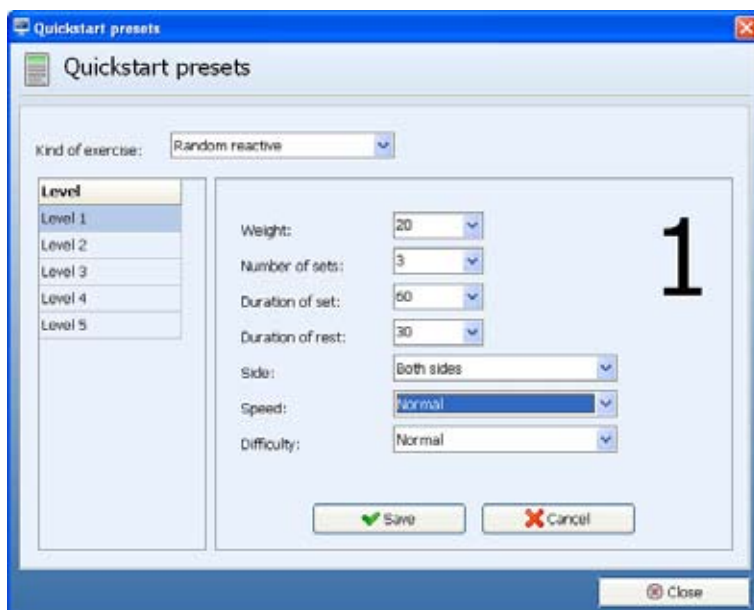 Quickstart presets
Quickstart presets
Kind of exercise: Random reactive
Level
Level 1
Level 2
Level 3
Level 4
Level 5
1
Weight: 20
Number of sets: 3
Duration of set: 60
Duration of rest: 30
Side: Both sides
Speed: Normal
Difficulty: Normal
Save Cancel
Close